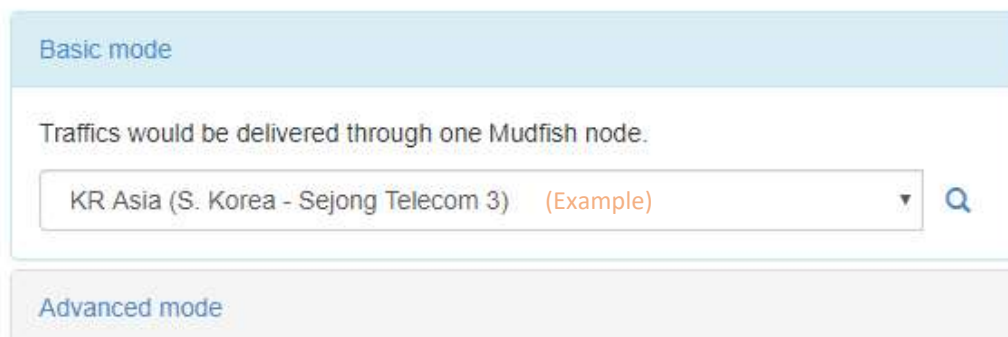 Basic mode
Traffics would be delivered through one Mudfish node.
KR Asia (S. Korea - Sejong Telecom 3) (Example)
Advanced mode